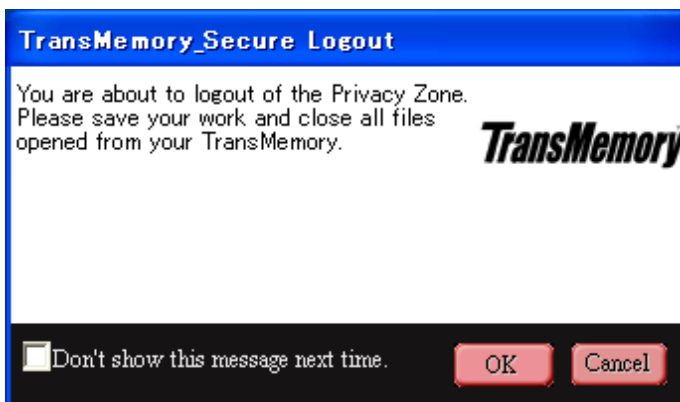 TransMemory_Secure Logout
You are about to logout of the Privacy Zone.
Please save your work and close all files
opened from your TransMemory.
TransMemory
Don't show this message next time.
OK
Cancel